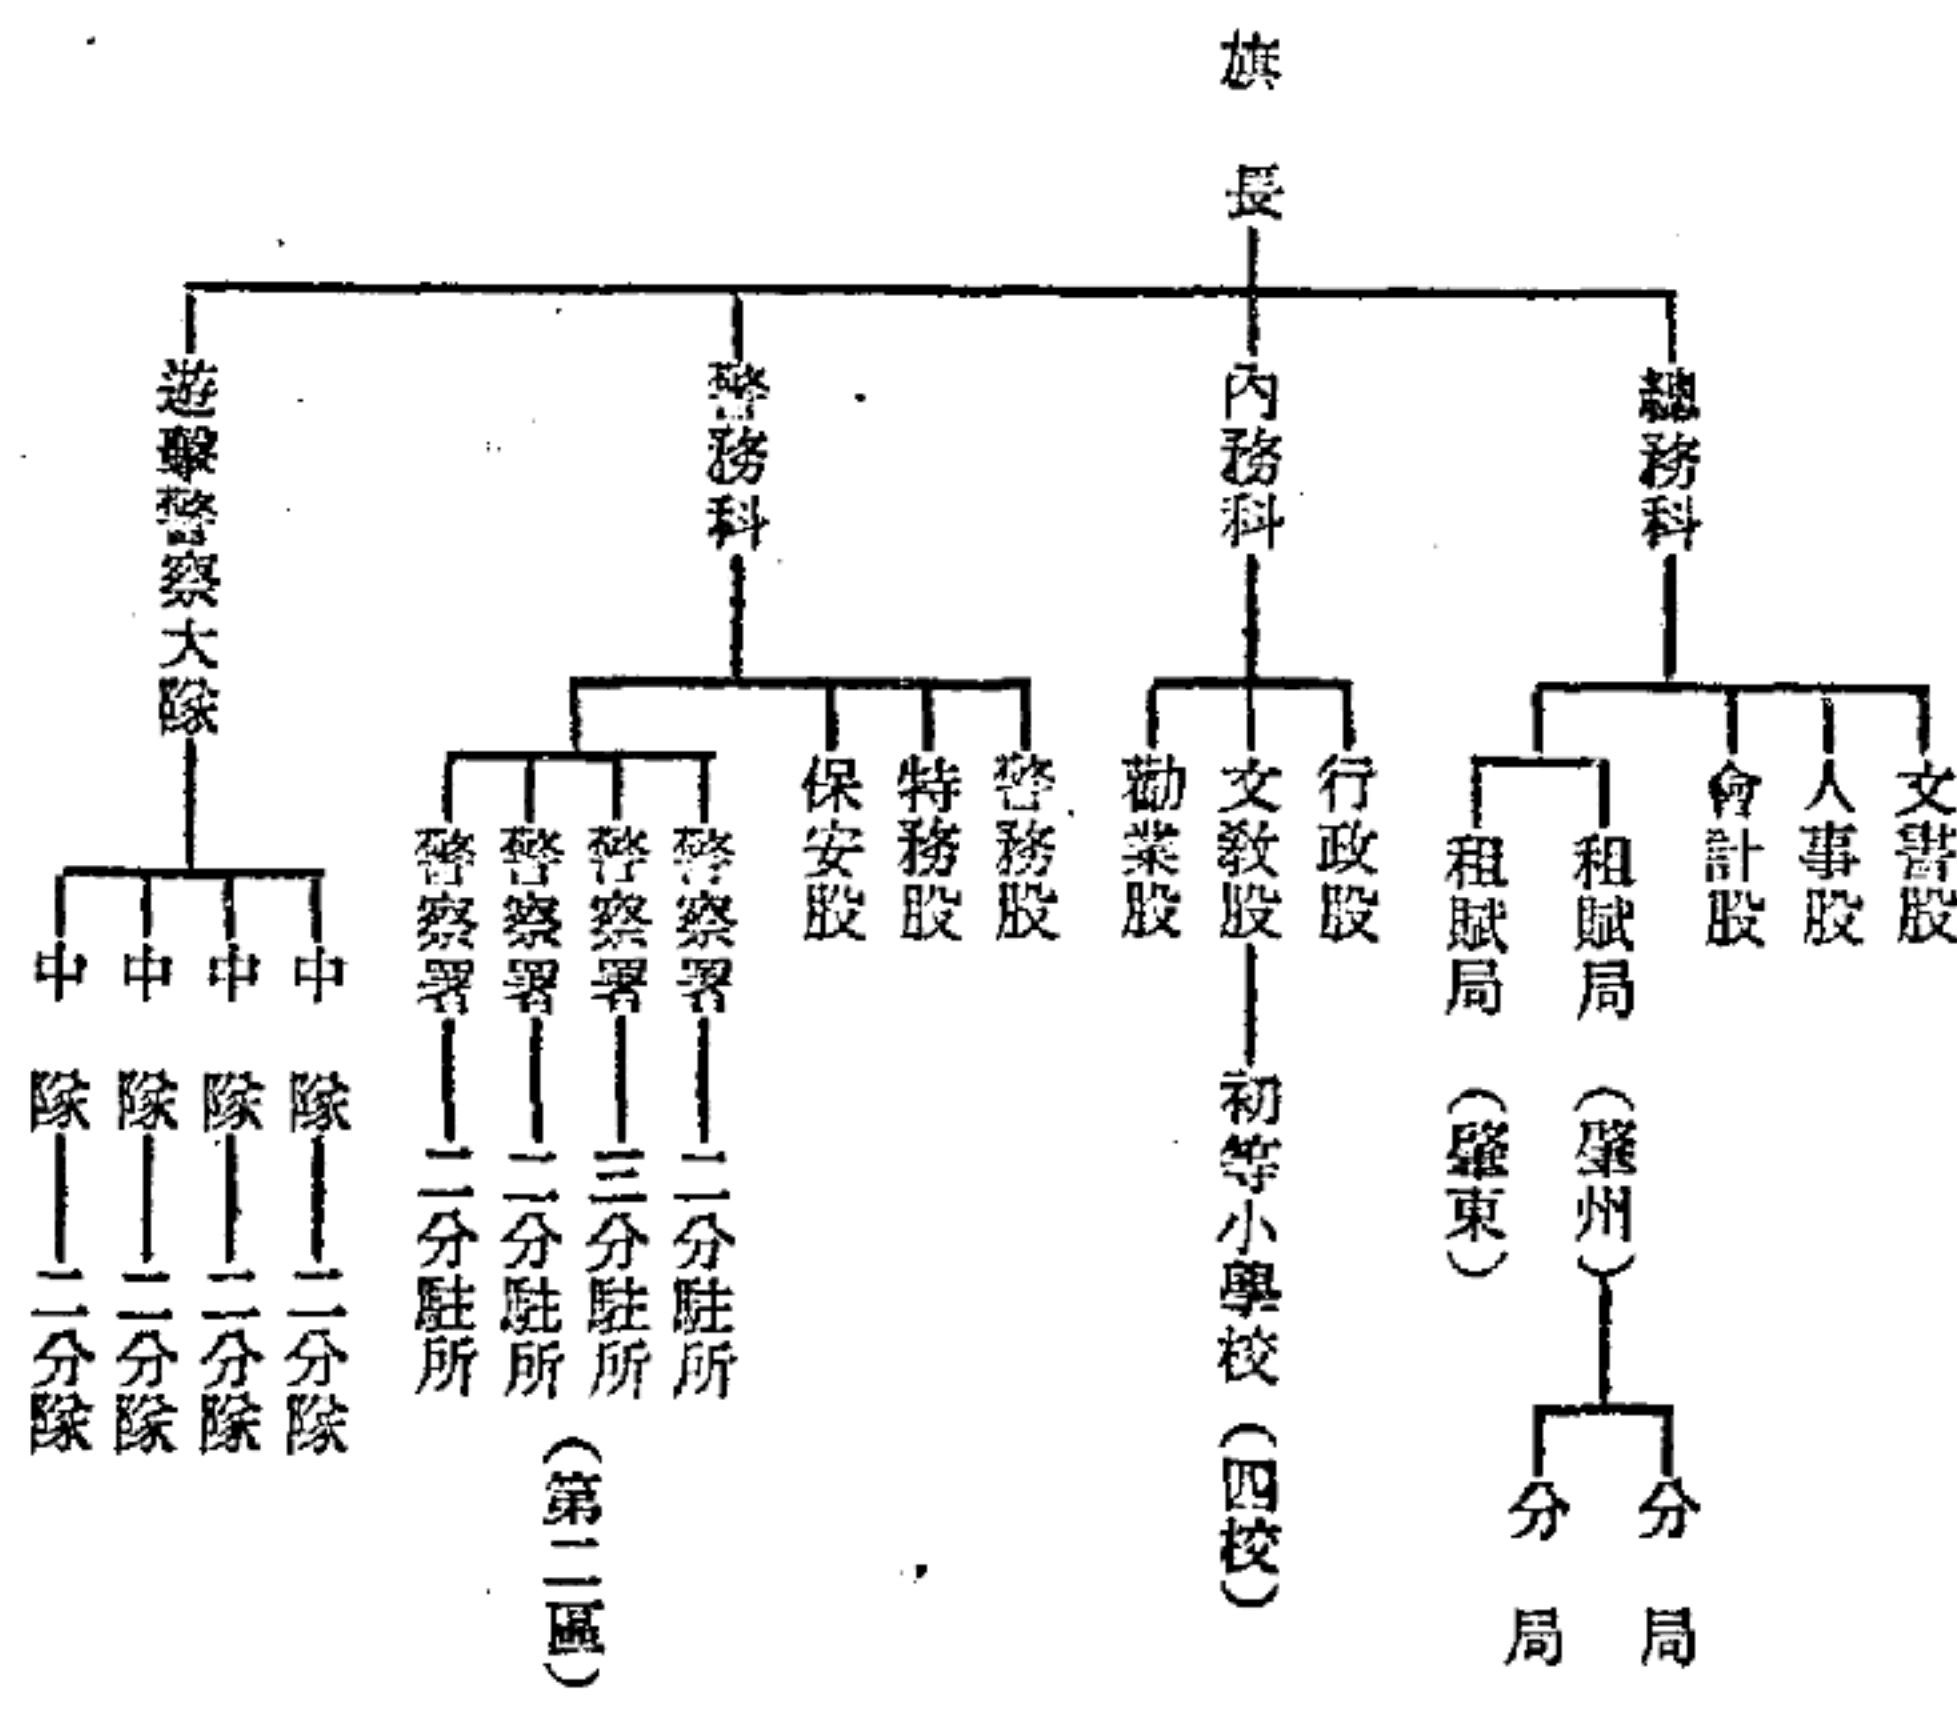 旗長
總務科
文書股
人事股
會計股
租賦局（肇州）
分局
分局
租賦局（肇東）
內務科
行政股
文敎股
初等小學校（四校）
勸業股
警務科
警務股
特務股
保安股
警察署
二分駐所
警察署
三分駐所
警察署
二分駐所（第二區）
警察署
二分駐所
遊擊警察大隊
中隊
二分隊
中隊
二分隊
中隊
二分隊
中隊
二分隊